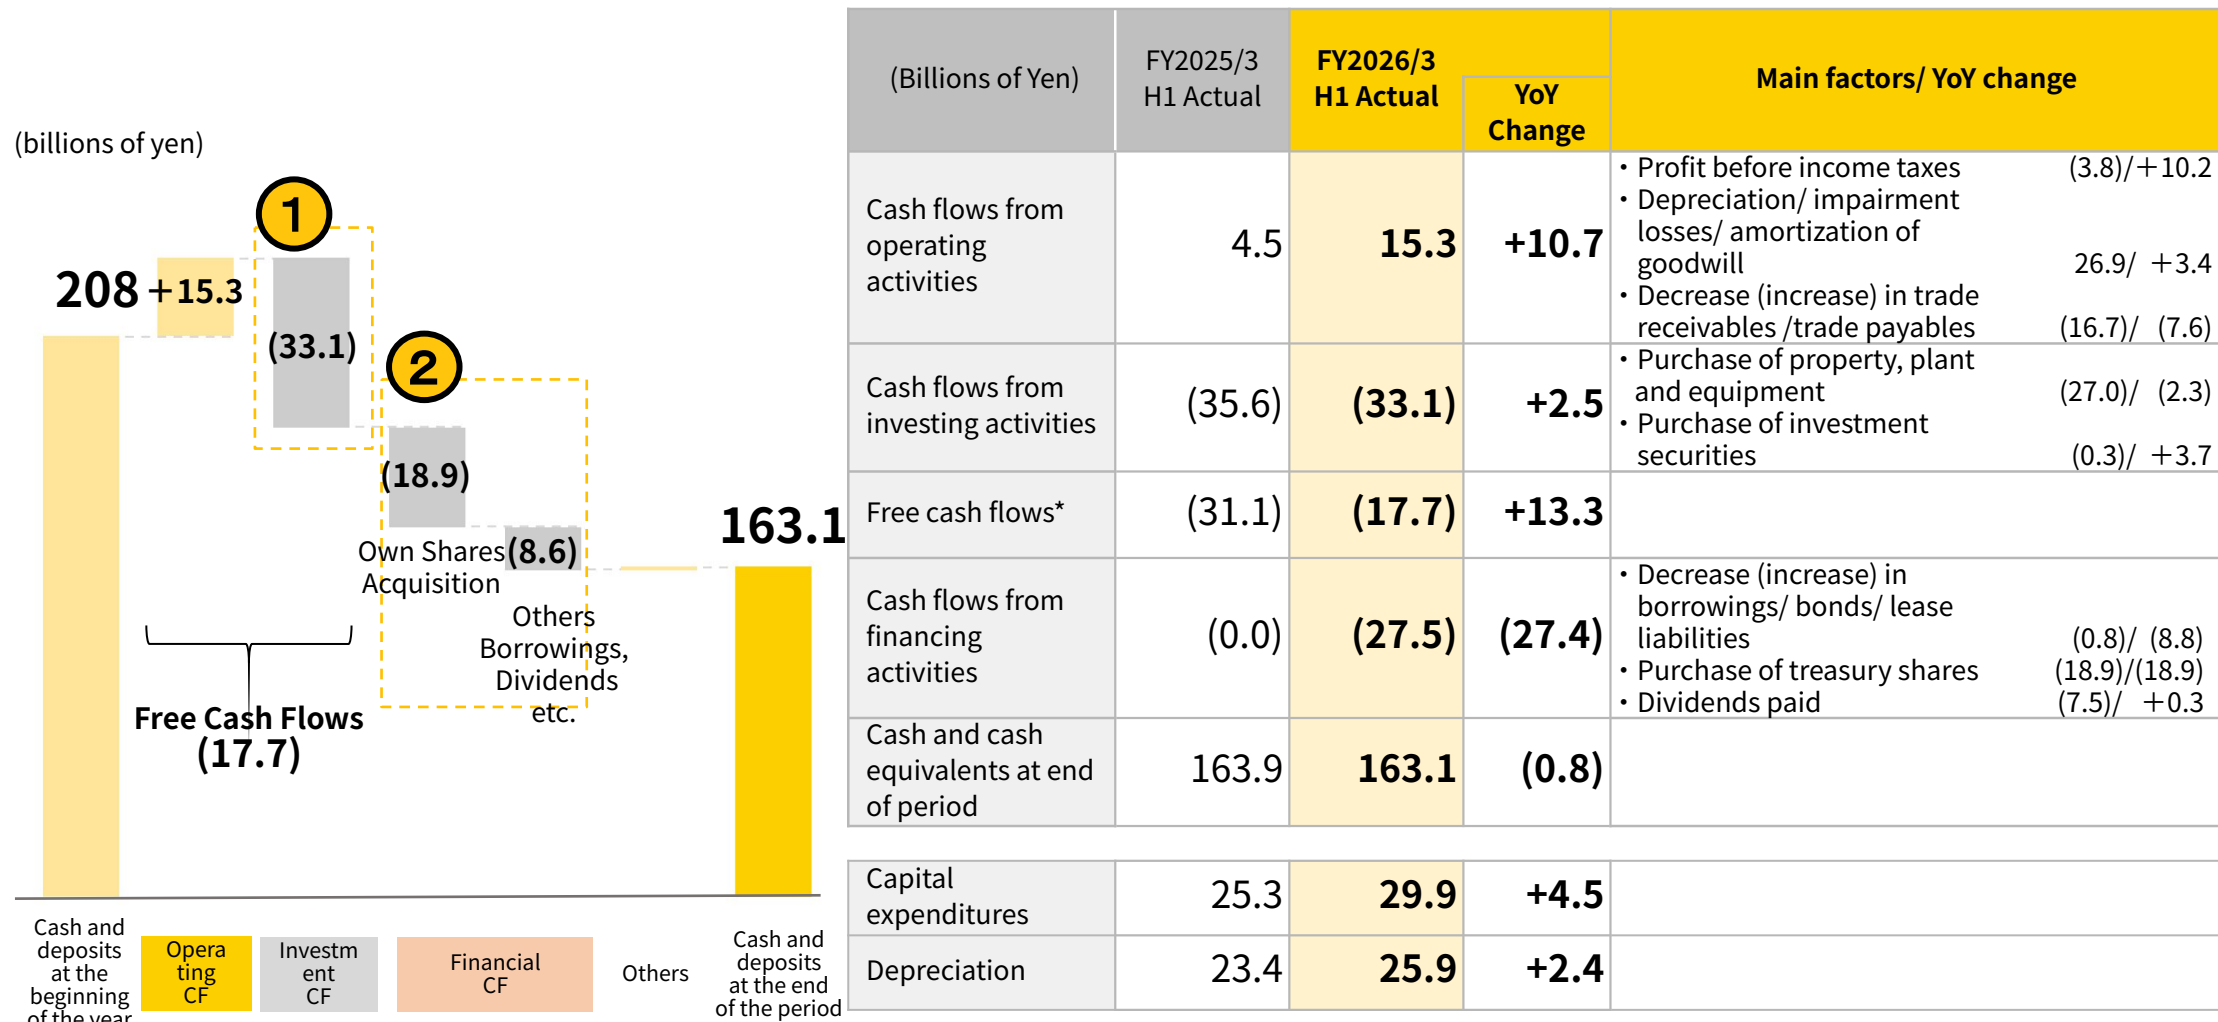 (billions of yen)
1
208
+15.3
(33.1)
2
(18.9)
Own Shares
Acquisition
(8.6)
Others
Borrowings,
Dividends
etc.
163.1
Free Cash Flows
(17.7)
Cash and
deposits
at the
beginning
of the year
Opera
ting
CF
Investm
ent
CF
Financial
CF
Others
Cash and
deposits
at the end
of the period
(Billions of Yen)
FY2025/3
H1 Actual
FY2026/3
H1 Actual
YoY
Change
Main factors/ YoY change
Cash flows from
operating
activities
4.5
15.3
+10.7
・Profit before income taxes (3.8)/+10.2
・Depreciation/ impairment
losses/ amortization of
goodwill 26.9/ +3.4
・Decrease (increase) in trade
receivables /trade payables (16.7)/ (7.6)
Cash flows from
investing activities
(35.6)
(33.1)
+2.5
・Purchase of property, plant
and equipment (27.0)/ (2.3)
・Purchase of investment
securities (0.3)/ +3.7
Free cash flows*
(31.1)
(17.7)
+13.3
Cash flows from
financing
activities
(0.0)
(27.5)
(27.4)
・Decrease (increase) in
borrowings/ bonds/ lease
liabilities (0.8)/ (8.8)
・Purchase of treasury shares (18.9)/(18.9)
・Dividends paid (7.5)/ +0.3
Cash and cash
equivalents at end
of period
163.9
163.1
(0.8)
Capital
expenditures
25.3
29.9
+4.5
Depreciation
23.4
25.9
+2.4